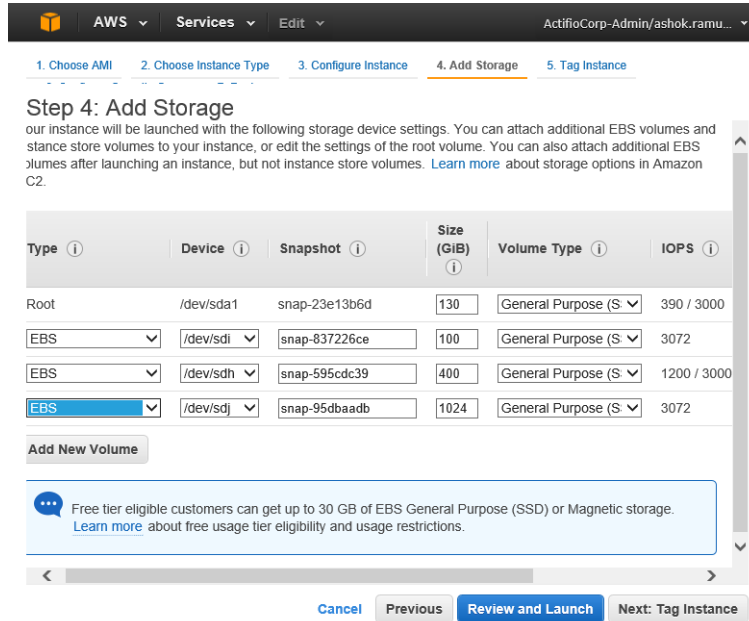 AWS Services Edit ActifioCorp-Admin/ashok.ramu...
1. Choose AMI 2. Choose Instance Type 3. Configure Instance 4. Add Storage 5. Tag Instance
Step 4: Add Storage
our instance will be launched with the following storage device settings. You can attach additional EBS volumes and
stance store volumes to your instance, or edit the settings of the root volume. You can also attach additional EBS
olumes after launching an instance, but not instance store volumes. Learn more about storage options in Amazon
C2.
Type Device Snapshot Size (GiB) Volume Type IOPS
Root /dev/sda1 snap-23e13b6d 130 General Purpose (S 390 / 3000
EBS /dev/sdi snap-837226ce 100 General Purpose (S 3072
EBS /dev/sdh snap-595cdc39 400 General Purpose (S 1200 / 3000
EBS /dev/sdj snap-95dbaadb 1024 General Purpose (S 3072
Add New Volume
Free tier eligible customers can get up to 30 GB of EBS General Purpose (SSD) or Magnetic storage.
Learn more about free usage tier eligibility and usage restrictions.
Cancel Previous Review and Launch Next: Tag Instance